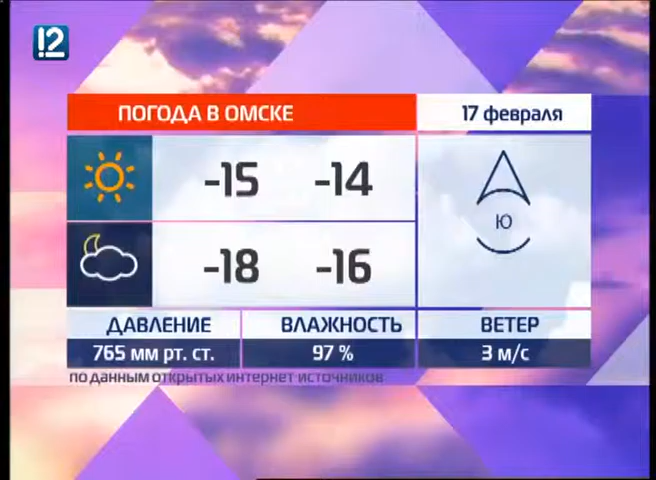 12
ПОГОДА В ОМСКЕ
17 февраля
-15 -14
Ю
-18 -16
ДАВЛЕНИЕ ВЛАЖНОСТЬ ВЕТЕР
765 мм рт. ст. 97 % 3 м/с
по данным открытых интернет источников